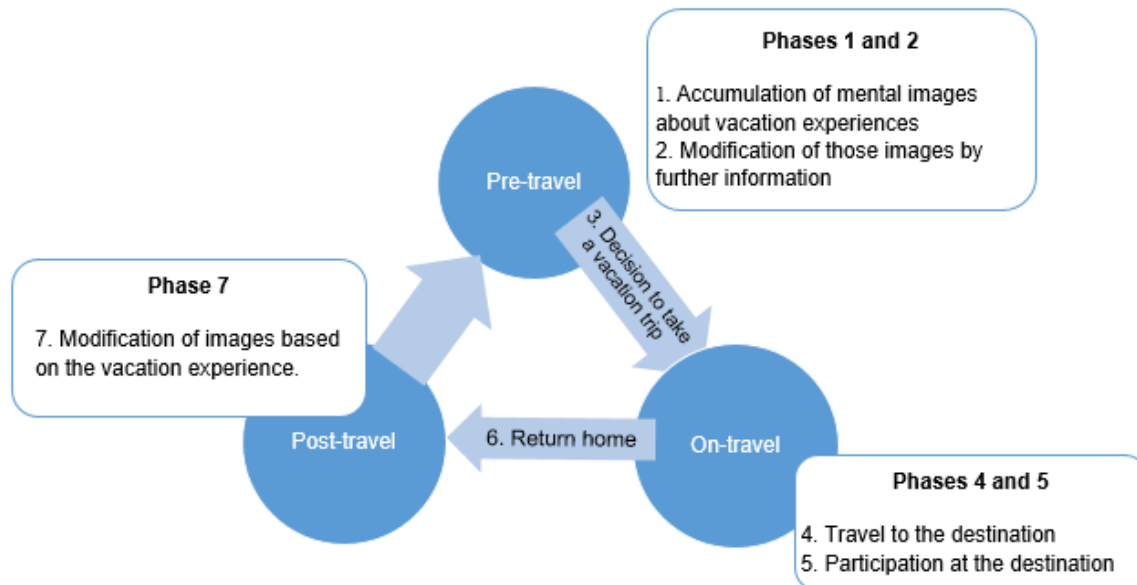 Phases 1 and 2
1. Accumulation of mental images
about vacation experiences
2. Modification of those images by
further information
Pre-travel
3. Decision to take
a vacation trip
Phase 7
7. Modification of images based
on the vacation experience.
Post-travel
6. Return home
On-travel
Phases 4 and 5
4. Travel to the destination
5. Participation at the destination